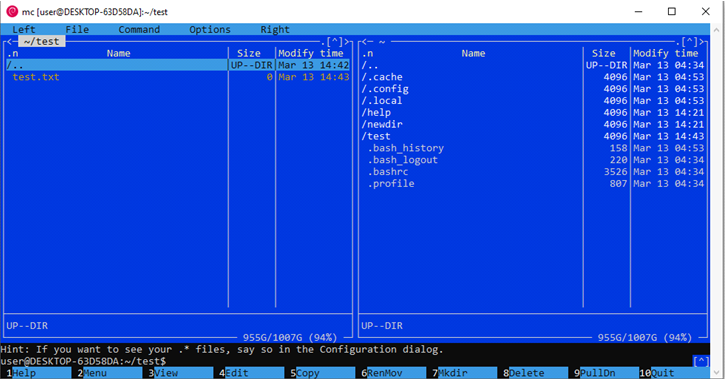 mc [user@DESKTOP-63D58DA]:~/test
Left File Command Options Right
<─ ~/test .[^]>
.n Name Size Modify time
/.. UP--DIR Mar 13 14:42
test.txt 0 Mar 13 14:43
UP--DIR
955G/1007G (94%)
<─ ~ .[^]>
.n Name Size Modify time
/.. UP--DIR Mar 13 04:34
/.cache 4096 Mar 13 04:53
/.config 4096 Mar 13 04:53
/.local 4096 Mar 13 04:53
/help 4096 Mar 13 14:21
/newdir 4096 Mar 13 14:21
/test 4096 Mar 13 14:43
.bash_history 158 Mar 13 04:53
.bash_logout 220 Mar 13 04:34
.bashrc 3526 Mar 13 04:34
.profile 807 Mar 13 04:34
UP--DIR
955G/1007G (94%)
Hint: If you want to see your .* files, say so in the Configuration dialog.
user@DESKTOP-63D58DA:~/test$ [^]
1Help 2Menu 3View 4Edit 5Copy 6RenMov 7Mkdir 8Delete 9PullDn 10Quit